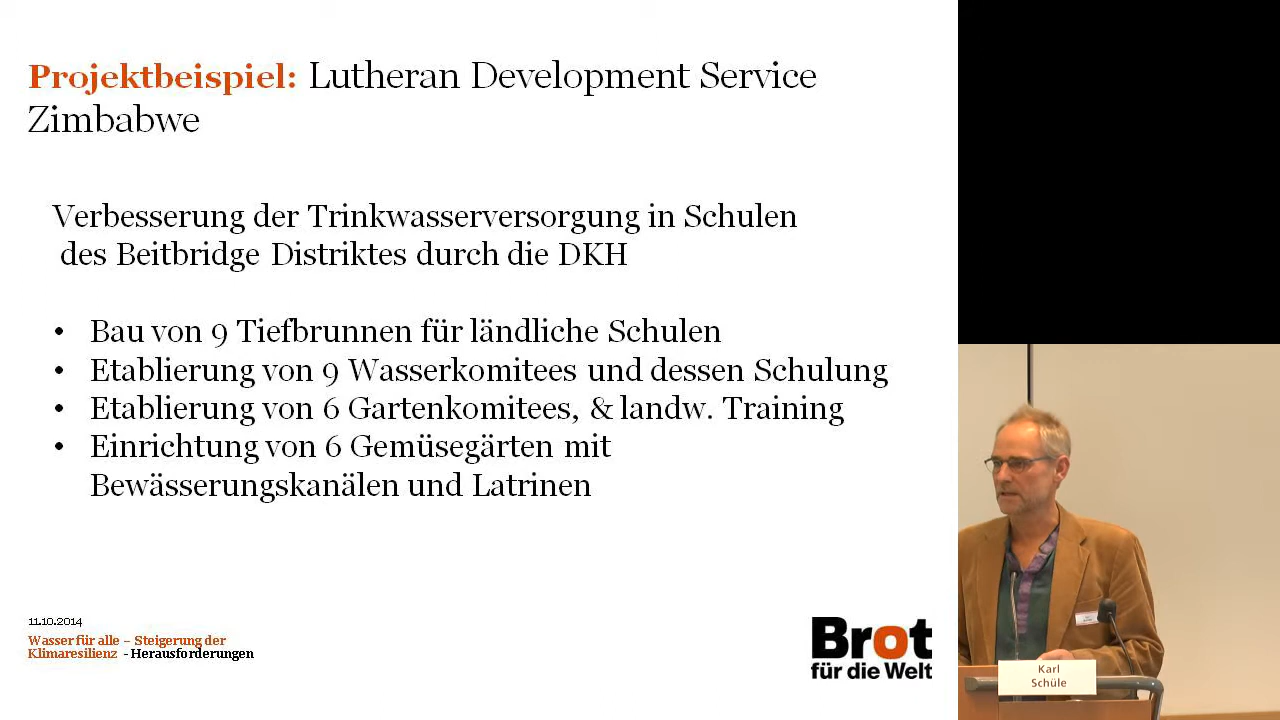 Projektbeispiel: Lutheran Development Service
Zimbabwe
Verbesserung der Trinkwasserversorgung in Schulen
des Beitbridge Distriktes durch die DKH
• Bau von 9 Tiefbrunnen für ländliche Schulen
• Etablierung von 9 Wasserkomitees und dessen Schulung
• Etablierung von 6 Gartenkomitees, & landw. Training
• Einrichtung von 6 Gemüsegärten mit
Bewässerungskanälen und Latrinen
11.10.2014
Wasser für alle – Steigerung der
Klimaresilienz - Herausforderungen
Brot
für die Welt
Karl
Schüle